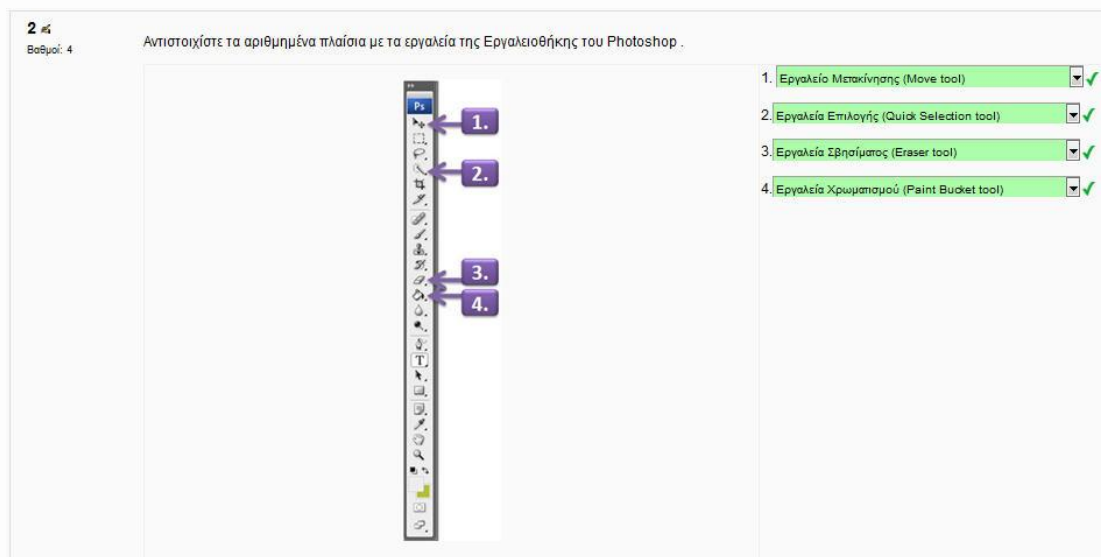 2
Βαθμοί: 4
Αντιστοιχίστε τα αριθμημένα πλαίσια με τα εργαλεία της Εργαλειοθήκης του Photoshop .
Ps
1.
2.
3.
4.
T
1. Εργαλείο Μετακίνησης (Move tool)
2. Εργαλεία Επιλογής (Quick Selection tool)
3. Εργαλεία Σβησίματος (Eraser tool)
4. Εργαλεία Χρωματισμού (Paint Bucket tool)